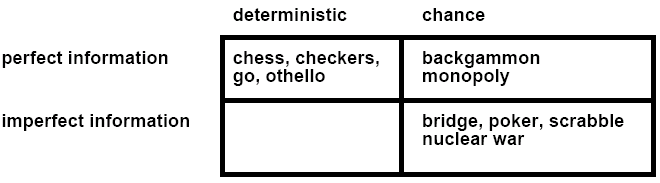 deterministic chance
perfect information chess, checkers, backgammon
go, othello monopoly
imperfect information bridge, poker, scrabble
nuclear war